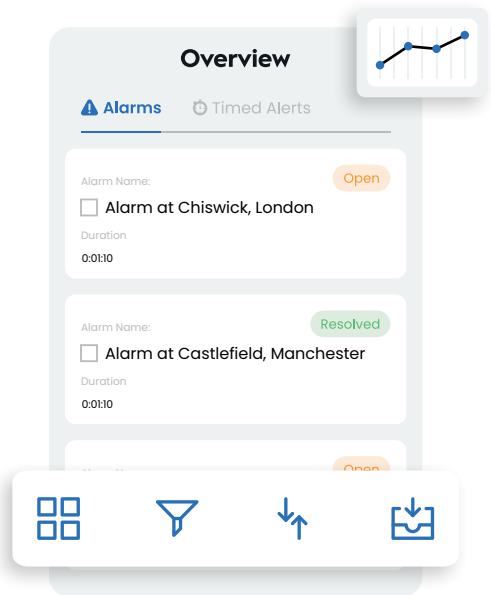 Overview
Alarms
Timed Alerts
Open
Alarm Name:
Alarm at Chiswick, London
Duration
0:01:10
Resolved
Alarm Name:
Alarm at Castlefield, Manchester
Duration
0:01:10
Open